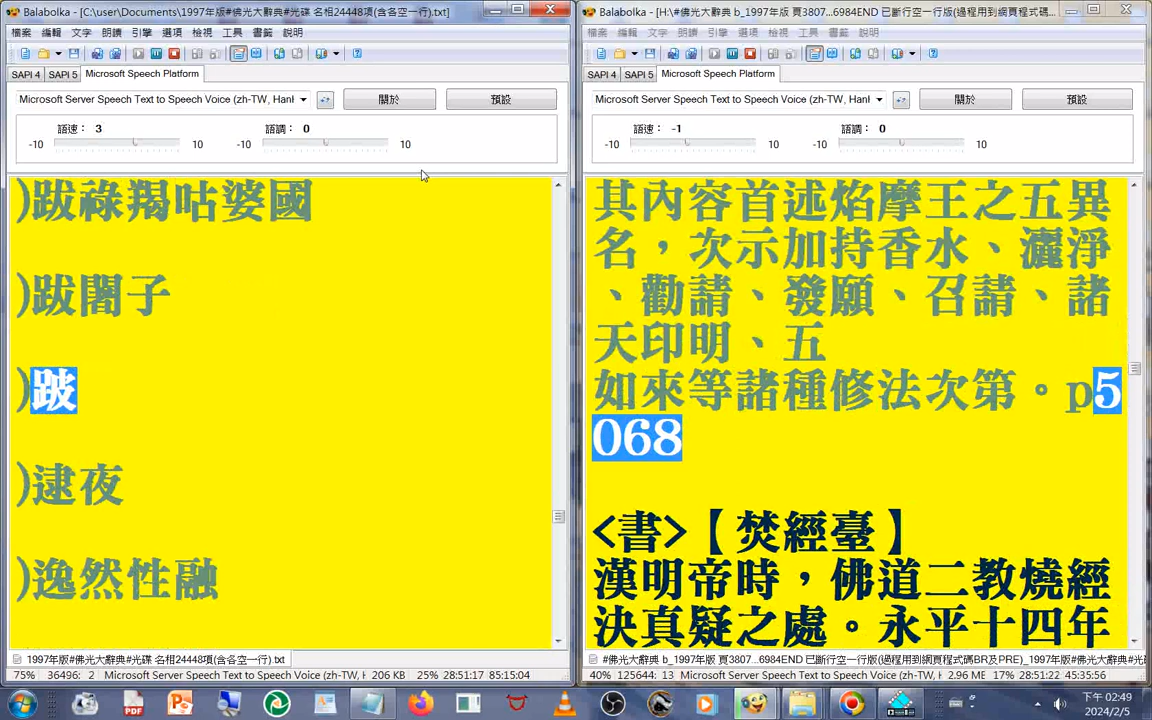 Balabolka - [C:\user\Documents\1997年版#佛光大辭典#光碟 名相24448項(含各空一行).txt]
檔案 編輯 文字 朗讀 引擎 選項 檢視 工具 書籤 說明
SAPI 4 SAPI 5 Microsoft Speech Platform
Microsoft Server Speech Text to Speech Voice (zh-TW, Hanl
關於
預設
語速： 3
語調： 0
-10 10 -10 10
)跋祿羯呫婆國
)跋闍子
)跛
)逮夜
)逸然性融
1997年版#佛光大辭典#光碟 名相24448項(含各空一行).txt
75% 36496: 2 Microsoft Server Speech Text to Speech Voice (zh-TW, H 206 KB 25% 28:51:17 85:15:04
Balabolka - [H:\#佛光大辭典 b_1997年版 頁3807...6984END 已斷行空一行版(過程用到網頁程式碼...
檔案 編輯 文字 朗讀 引擎 選項 檢視 工具 書籤 說明
SAPI 4 SAPI 5 Microsoft Speech Platform
Microsoft Server Speech Text to Speech Voice (zh-TW, Hanl
關於
預設
語速： -1
語調： 0
-10 10 -10 10
其內容首述焰摩王之五異
名，次示加持香水、灑淨
、勸請、發願、召請、諸
天印明、五
如來等諸種修法次第。p5
068
<書>【焚經臺】
漢明帝時，佛道二教燒經
決真疑之處。永平十四年
#佛光大辭典 b_1997年版 頁3807...6984END 已斷行空一行版(過程用到網頁程式碼BR及PRE)_1997年版#佛光
40% 125644: 13 Microsoft Server Speech Text to Speech Voice (zh-TW, H 2.96 MB 17% 28:51:22 45:35:56
下午 02:49
2024/2/5